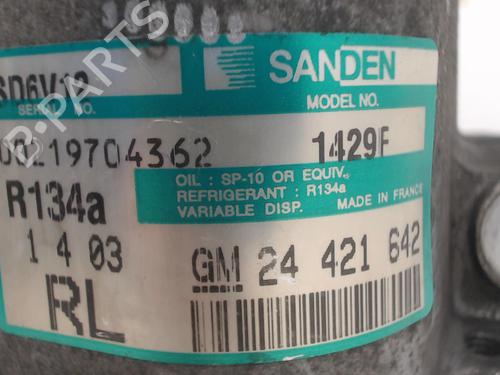 SANDEN
SD6V12
SERIAL NO.
MODEL NO.
00219704362
1429F
OIL : SP-10 OR EQUIV.
REFRIGERANT : R134a
VARIABLE DISP. MADE IN FRANCE
R134a
1 4 03
GM 24 421 642
RL
B-PARTS